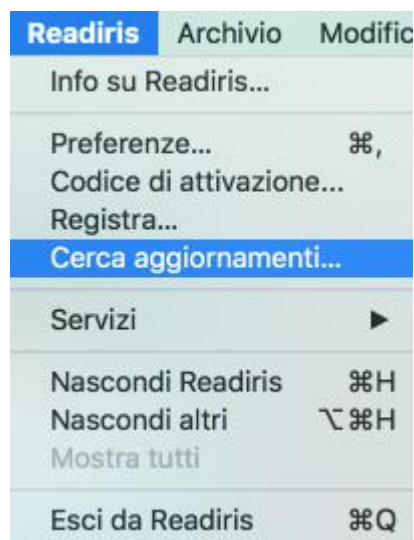 Readiris Archivio Modific
Info su Readiris...
Preferenze... ⌘,
Codice di attivazione...
Registra...
Cerca aggiornamenti...
Servizi ▶
Nascondi Readiris ⌘H
Nascondi altri ⌥⌘H
Mostra tutti
Esci da Readiris ⌘Q